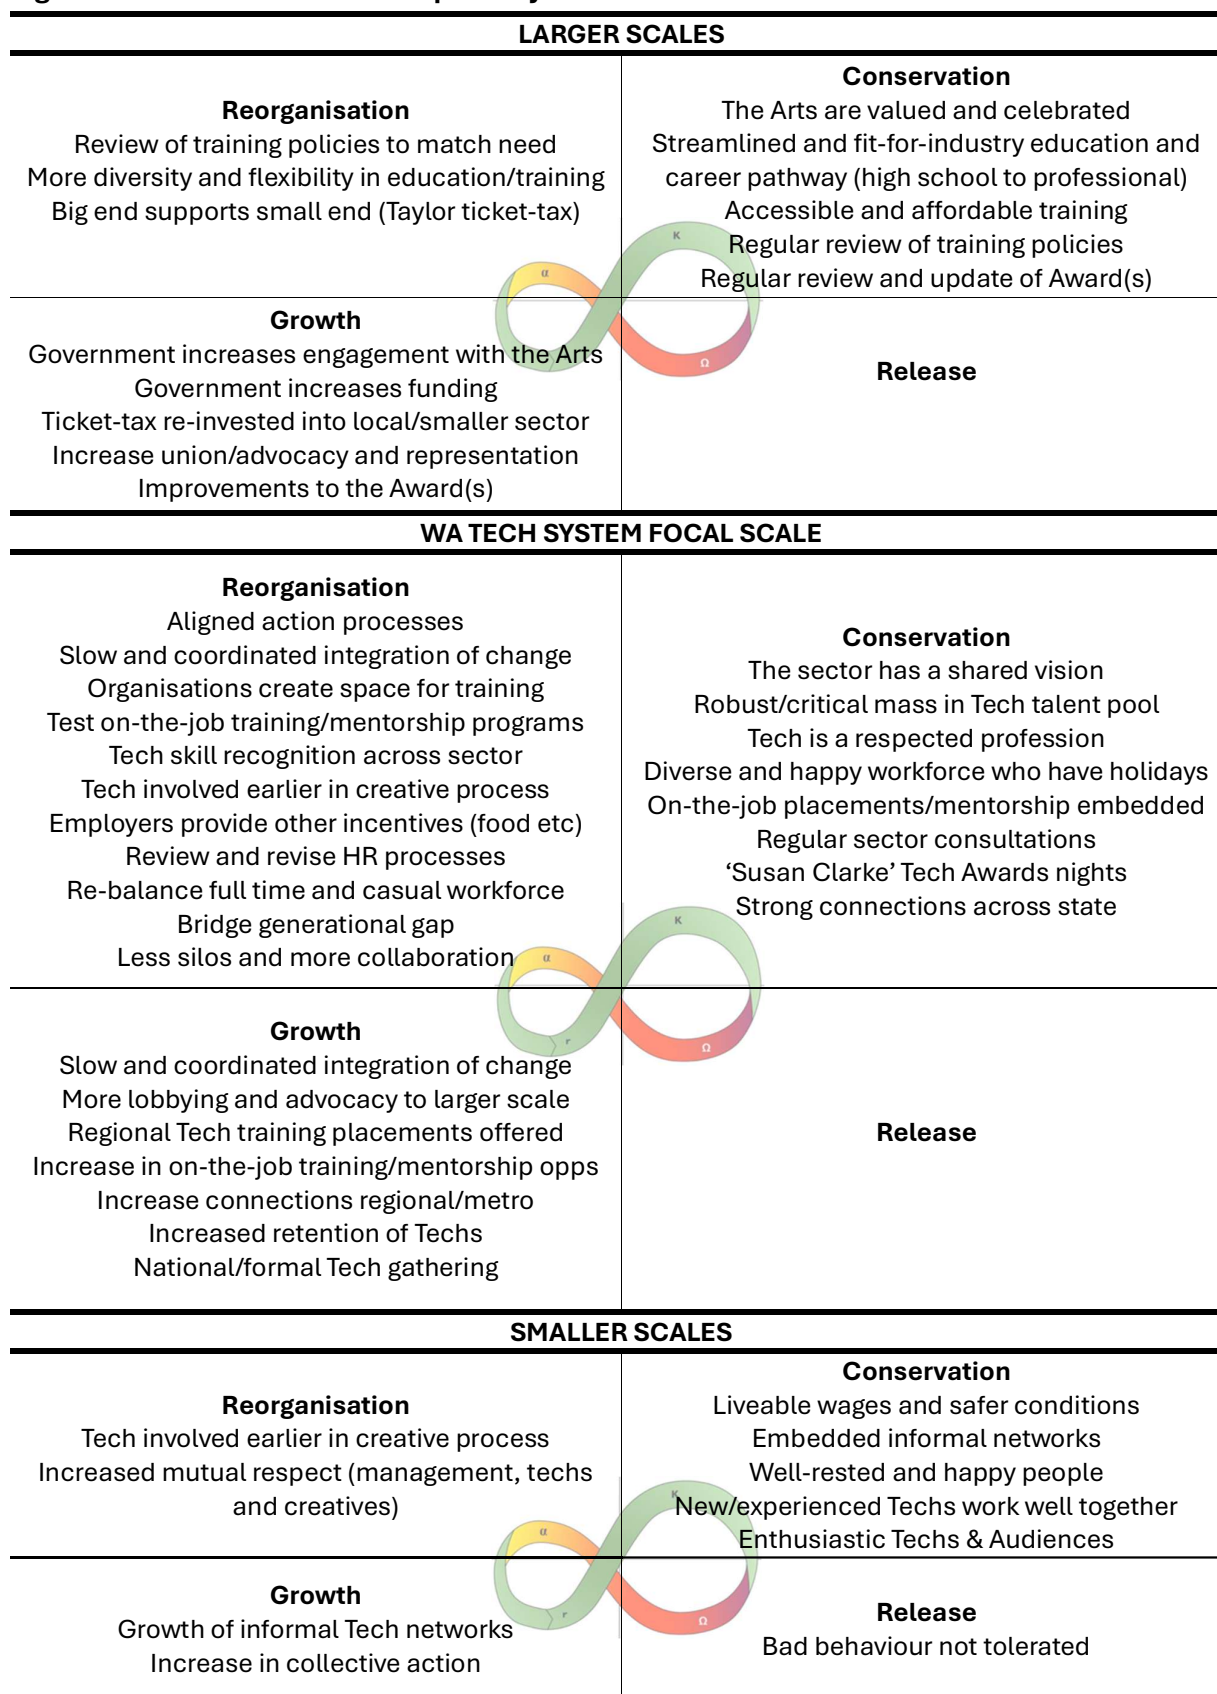 LARGER SCALES
Reorganisation
Review of training policies to match need
More diversity and flexibility in education/training
Big end supports small end (Taylor ticket-tax)
Conservation
The Arts are valued and celebrated
Streamlined and fit-for-industry education and
career pathway (high school to professional)
Accessible and affordable training
Regular review of training policies
Regular review and update of Award(s)
K
α
Ω
Growth
Government increases engagement with the Arts
Government increases funding
Ticket-tax re-invested into local/smaller sector
Increase union/advocacy and representation
Improvements to the Award(s)
Release
WA TECH SYSTEM FOCAL SCALE
Reorganisation
Aligned action processes
Slow and coordinated integration of change
Organisations create space for training
Test on-the-job training/mentorship programs
Tech skill recognition across sector
Tech involved earlier in creative process
Employers provide other incentives (food etc)
Review and revise HR processes
Re-balance full time and casual workforce
Bridge generational gap
Less silos and more collaboration
Conservation
The sector has a shared vision
Robust/critical mass in Tech talent pool
Tech is a respected profession
Diverse and happy workforce who have holidays
On-the-job placements/mentorship embedded
Regular sector consultations
‘Susan Clarke’ Tech Awards nights
Strong connections across state
K
α
r
Ω
Growth
Slow and coordinated integration of change
More lobbying and advocacy to larger scale
Regional Tech training placements offered
Increase in on-the-job training/mentorship opps
Increase connections regional/metro
Increased retention of Techs
National/formal Tech gathering
Release
SMALLER SCALES
Reorganisation
Tech involved earlier in creative process
Increased mutual respect (management, techs
and creatives)
Conservation
Liveable wages and safer conditions
Embedded informal networks
Well-rested and happy people
New/experienced Techs work well together
Enthusiastic Techs & Audiences
K
α
r
Ω
Growth
Growth of informal Tech networks
Increase in collective action
Release
Bad behaviour not tolerated